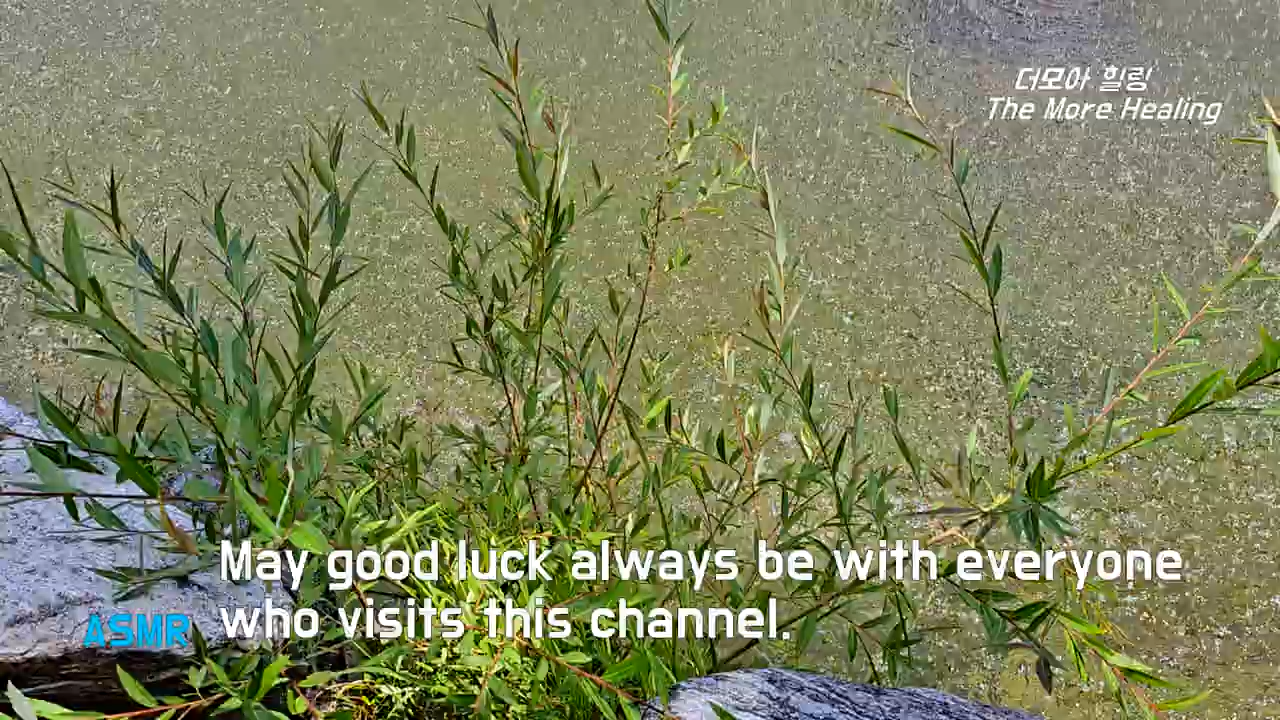 더모아 힐링
The More Healing
May good luck always be with everyone
who visits this channel.
ASMR